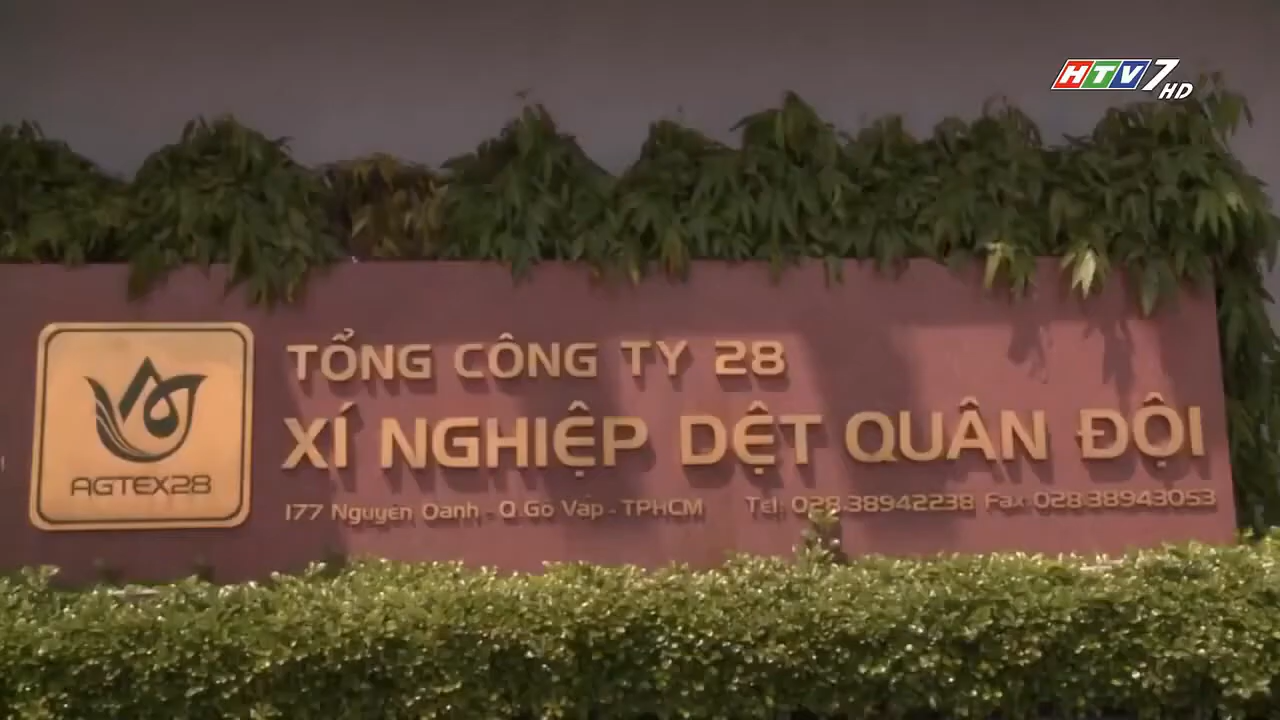 HTV7 HD
TỔNG CÔNG TY 28
XÍ NGHIỆP DỆT QUÂN ĐỘI
AGTEX28
177 Nguyễn Oanh - Q Gò Vấp - TPHCM Tel: 028.38942238 Fax: 028.38943053